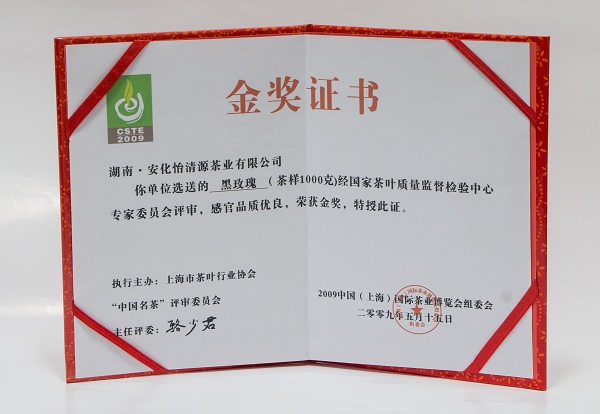 CSTE
2009
金奖证书
湖南·安化怡清源茶业有限公司
你单位选送的 黑玫瑰 (茶样1000克)经国家茶叶质量监督检验中心
专家委员会评审，感官品质优良，荣获金奖，特授此证。
执行主办：上海市茶叶行业协会
“中国名茶”评审委员会
主任评委：骆少君
2009中国（上海）国际茶业博览会组委会
二零零九年五月十五日
组委会